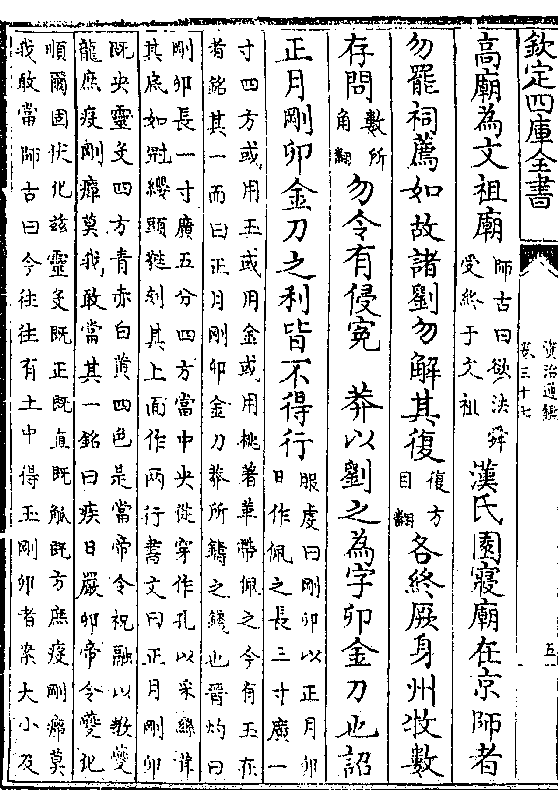 欽定四庫全書
資治通鑑
卷三十七
五
高廟為文祖廟師古曰欲法舜受終于文祖漢氏園寢廟在京師者
勿罷祠薦如故諸劉勿解其復復方目翻各終厥身州牧數
存問數所角翻勿令有侵寃 莽以劉之為字卯金刀也詔
正月剛卯金刀之利皆不得行服虔曰剛卯以正月卯日作佩之長三寸廣一
寸四方或用玉或用金或用桃著革帶佩之今有玉在
者銘其一面曰正月剛卯金刀莽所鑄之錢也晉灼曰
剛卯長一寸廣五分四方當中央從穿作孔以采絲葺
其底如冠纓頭蕤刻其上面作兩行書文曰正月剛卯
既央靈殳四方青赤白黄四色是當帝令祝融以教夔
龍庶疫剛癉莫我敢當其一銘曰疾日嚴卯帝令夔化
順爾固伏化兹靈殳既正既直既觚既方庶疫剛癉莫
我敢當師古曰今往往有土中得玉剛卯者案大小及